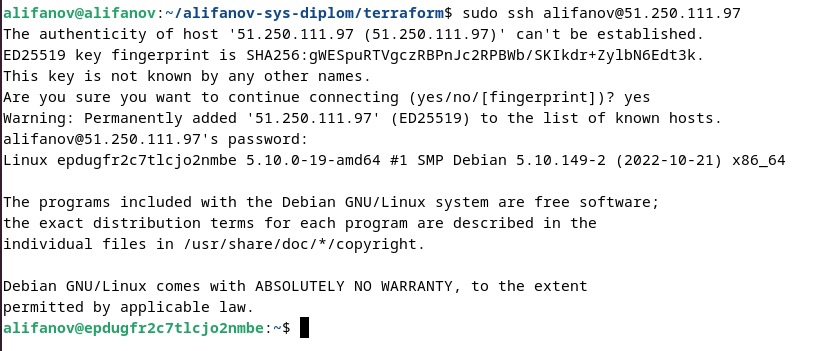 alifanov@alifanov:~/alifanov-sys-diplom/terraform$ sudo ssh alifanov@51.250.111.97
The authenticity of host '51.250.111.97 (51.250.111.97)' can't be established.
ED25519 key fingerprint is SHA256:gWESpuRTVgczRBPnJc2RPBWb/SKIkdr+ZylbN6Edt3k.
This key is not known by any other names.
Are you sure you want to continue connecting (yes/no/[fingerprint])? yes
Warning: Permanently added '51.250.111.97' (ED25519) to the list of known hosts.
alifanov@51.250.111.97's password:
Linux epdugfr2c7tlcjo2nmbe 5.10.0-19-amd64 #1 SMP Debian 5.10.149-2 (2022-10-21) x86_64

The programs included with the Debian GNU/Linux system are free software;
the exact distribution terms for each program are described in the
individual files in /usr/share/doc/*/copyright.

Debian GNU/Linux comes with ABSOLUTELY NO WARRANTY, to the extent
permitted by applicable law.
alifanov@epdugfr2c7tlcjo2nmbe:~$